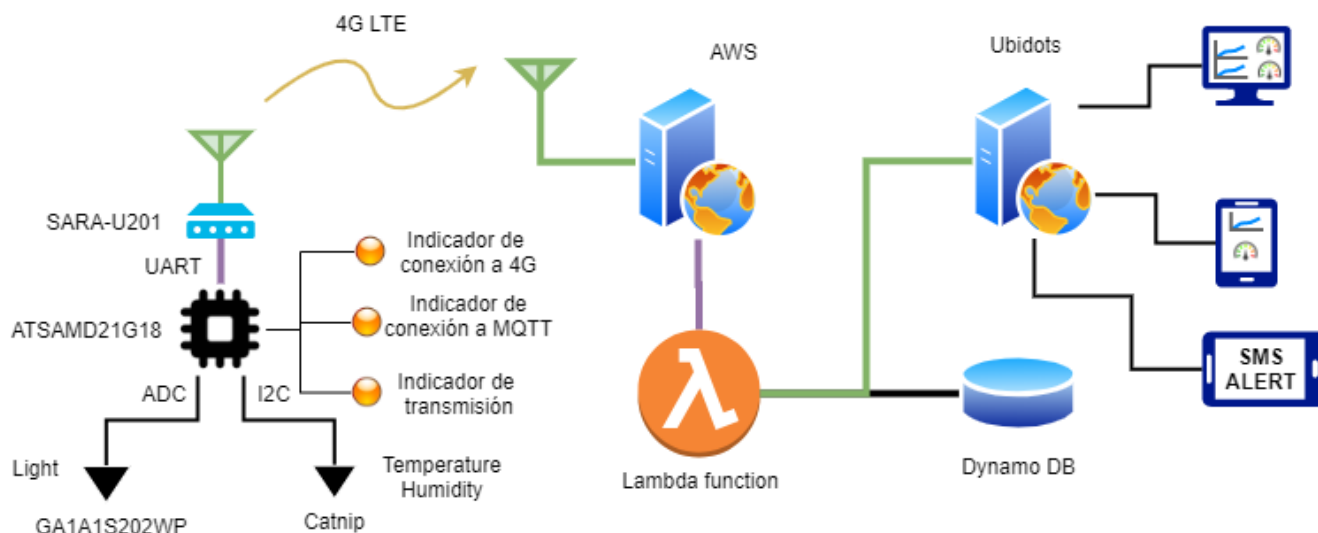 4G LTE
AWS
Ubidots
SARA-U201
UART
Indicador de
conexión a 4G
ATSAMD21G18
Indicador de
conexión a MQTT
SMS
ALERT
ADC
I2C
Indicador de
transmisión
Light
Temperature
Humidity
Lambda function
Dynamo DB
GA1A1S202WP
Catnip